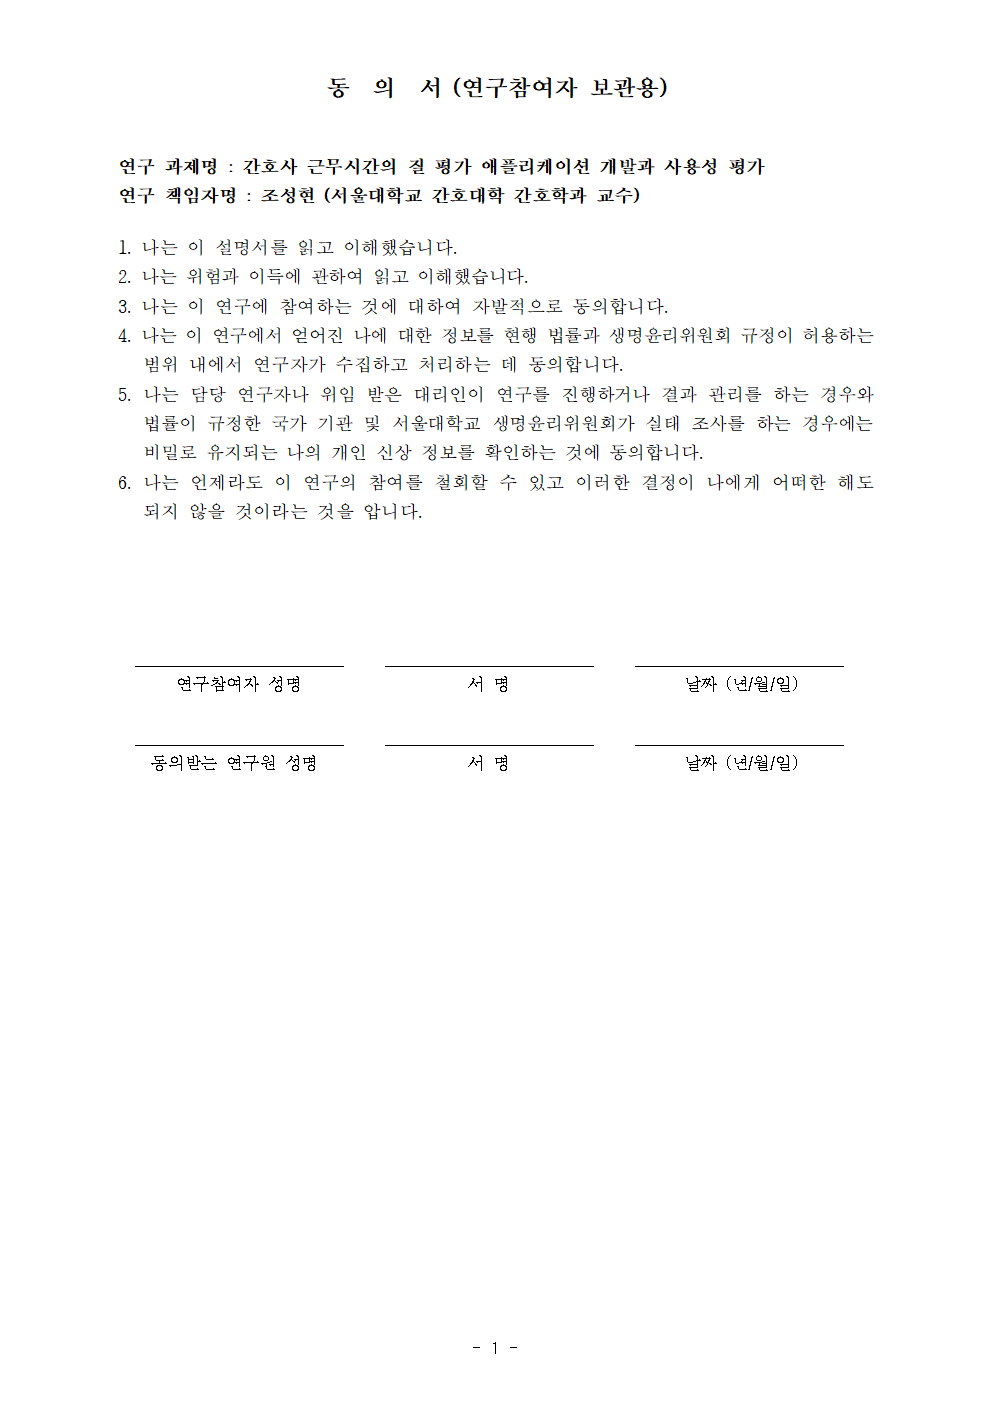 동 의 서 (연구참여자 보관용)
연구 과제명 : 간호사 근무시간의 질 평가 애플리케이션 개발과 사용성 평가
연구 책임자명 : 조성현 (서울대학교 간호대학 간호학과 교수)
1. 나는 이 설명서를 읽고 이해했습니다.
2. 나는 위험과 이득에 관하여 읽고 이해했습니다.
3. 나는 이 연구에 참여하는 것에 대하여 자발적으로 동의합니다.
4. 나는 이 연구에서 얻어진 나에 대한 정보를 현행 법률과 생명윤리위원회 규정이 허용하는
범위 내에서 연구자가 수집하고 처리하는 데 동의합니다.
5. 나는 담당 연구자나 위임 받은 대리인이 연구를 진행하거나 결과 관리를 하는 경우와
법률이 규정한 국가 기관 및 서울대학교 생명윤리위원회가 실태 조사를 하는 경우에는
비밀로 유지되는 나의 개인 신상 정보를 확인하는 것에 동의합니다.
6. 나는 언제라도 이 연구의 참여를 철회할 수 있고 이러한 결정이 나에게 어떠한 해도
되지 않을 것이라는 것을 압니다.
연구참여자 성명 서 명 날짜 (년/월/일)
동의받는 연구원 성명 서 명 날짜 (년/월/일)
- 1 -